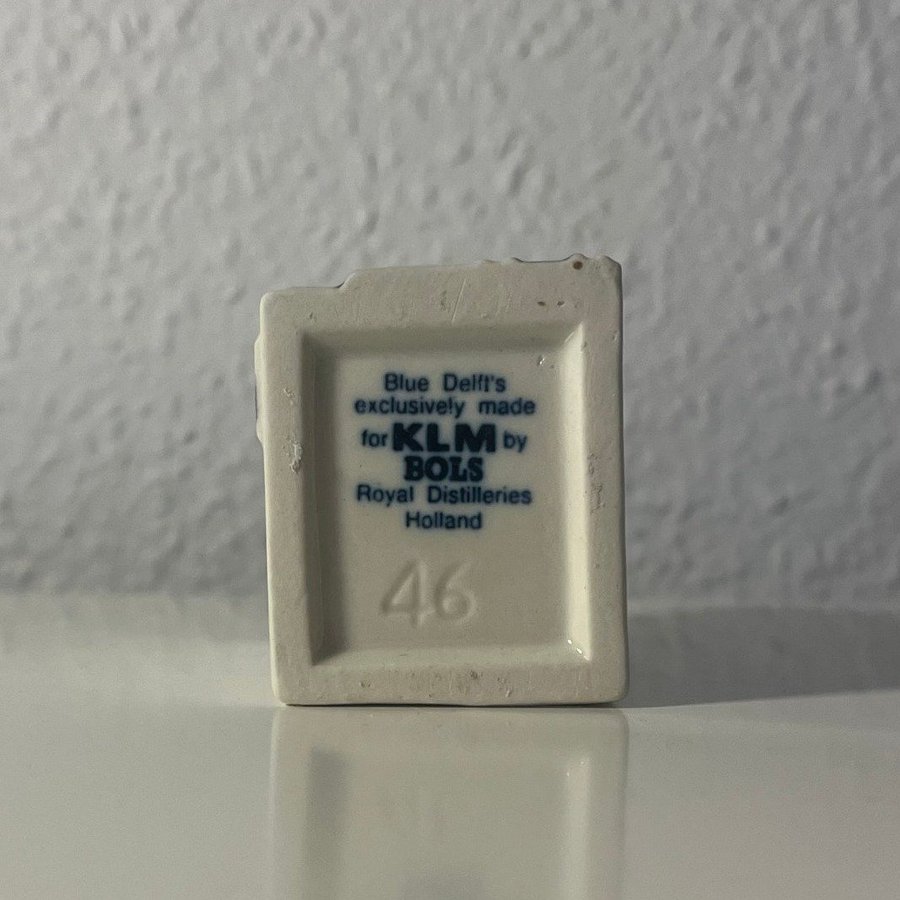 Blue Delft's
exclusively made
for KLM by
BOLS
Royal Distilleries
Holland
46